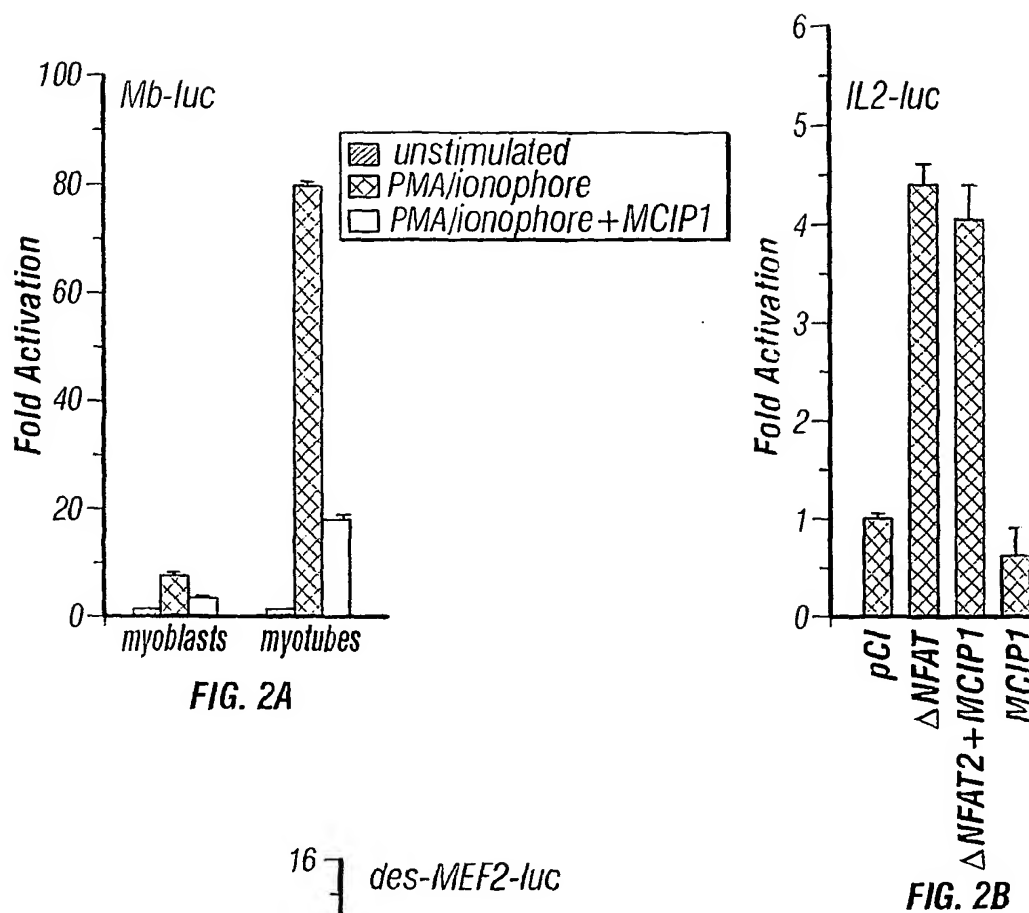 Mb-luc
100
80
60
40
20
0
Fold Activation
unstimulated
PMA/ionophore
PMA/ionophore+MCIP1
myoblasts
myotubes
FIG. 2A
IL2-luc
6
5
4
3
2
1
0
Fold Activation
pCI
△NFAT
△NFAT2+MCIP1
MCIP1
FIG. 2B
16
des-MEF2-luc